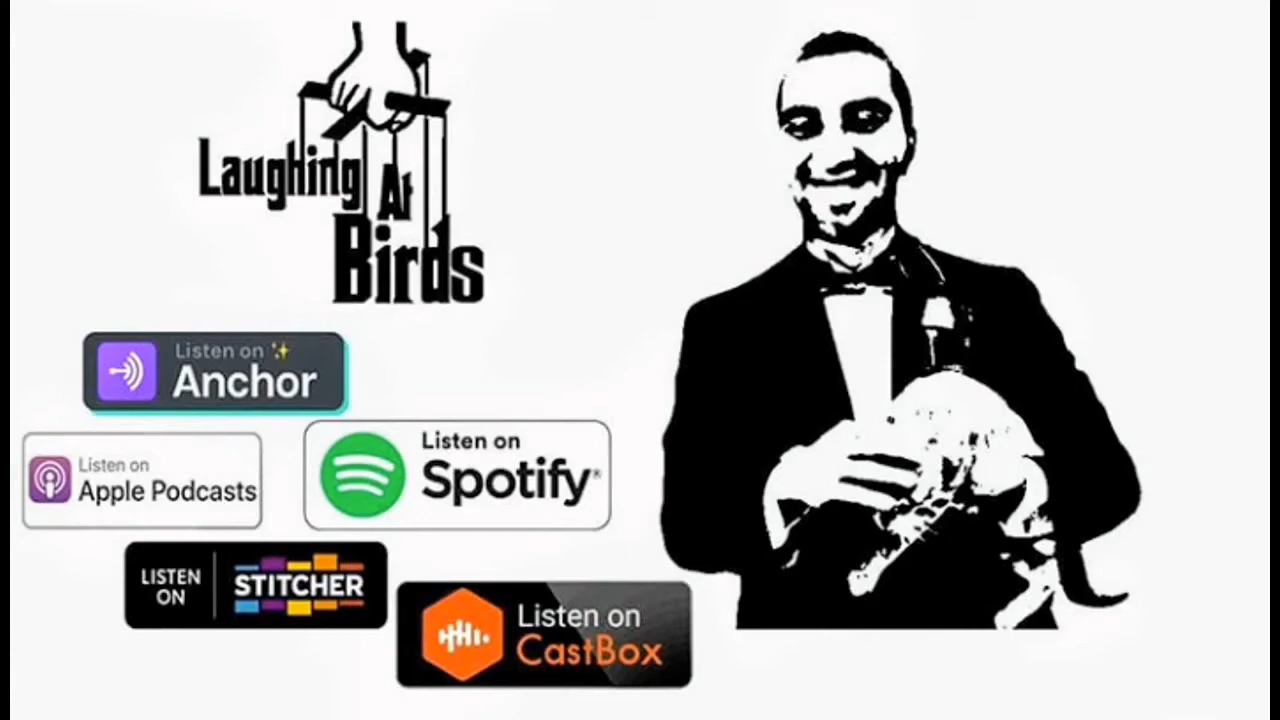 Laughing
At
Birds
Listen on ✨
Anchor
Listen on
Apple Podcasts
Listen on
Spotify®
LISTEN
ON
STITCHER
Listen on
CastBox